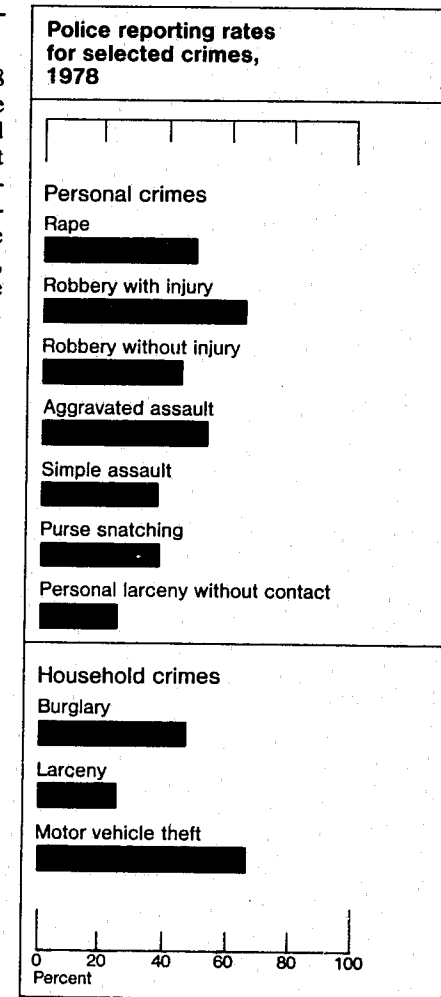 Police reporting rates
for selected crimes,
1978
Personal crimes
Rape
Robbery with injury
Robbery without injury
Aggravated assault
Simple assault
Purse snatching
Personal larceny without contact
Household crimes
Burglary
Larceny
Motor vehicle theft
0 20 40 60 80 100
Percent